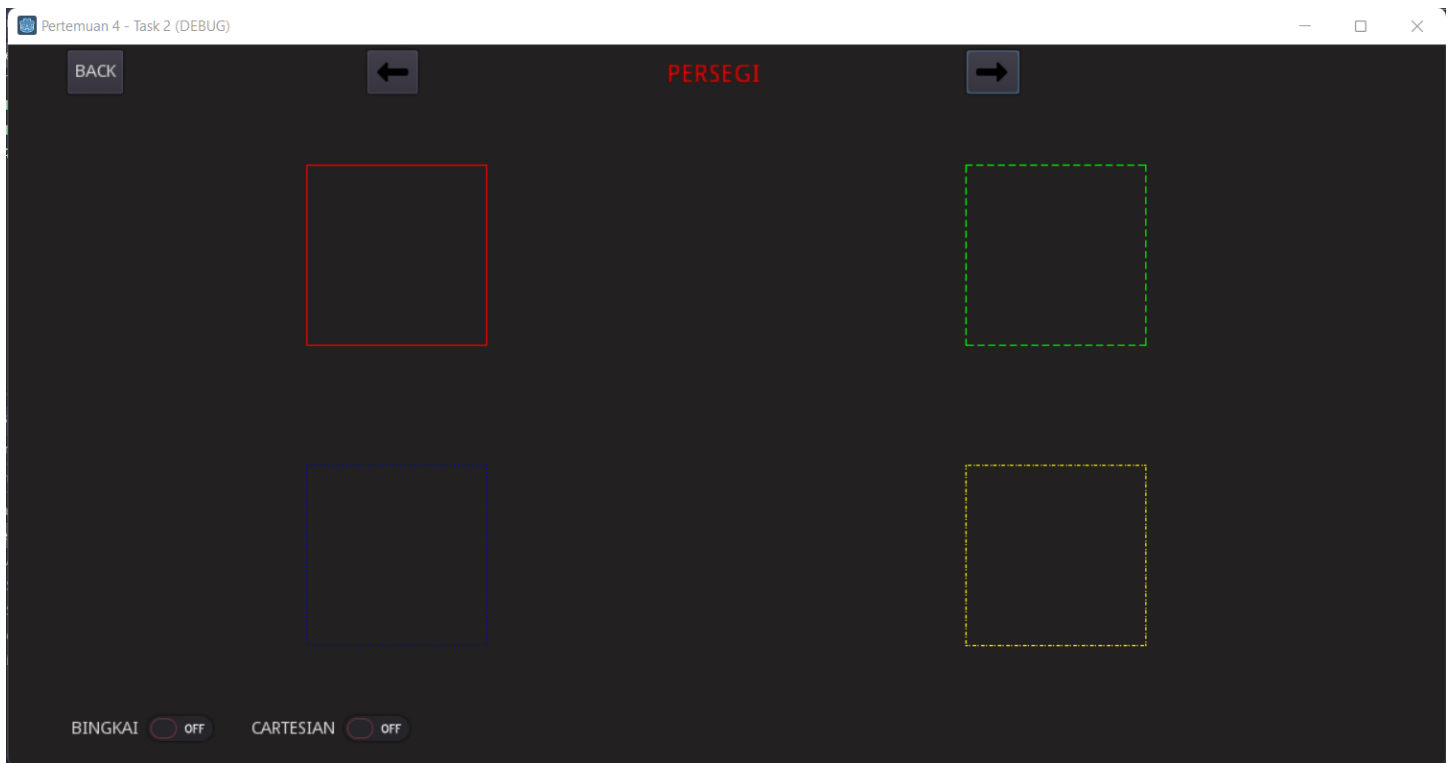 Pertemuan 4 - Task 2 (DEBUG)
BACK
PERSEGI
BINGKAI OFF CARTESIAN OFF